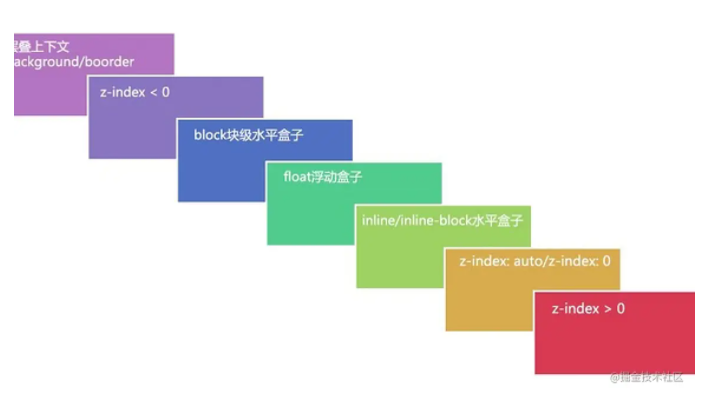 层叠上下文
background/boorder
z-index < 0
block块级水平盒子
float浮动盒子
inline/inline-block水平盒子
z-index: auto/z-index: 0
z-index > 0
@掘金技术社区